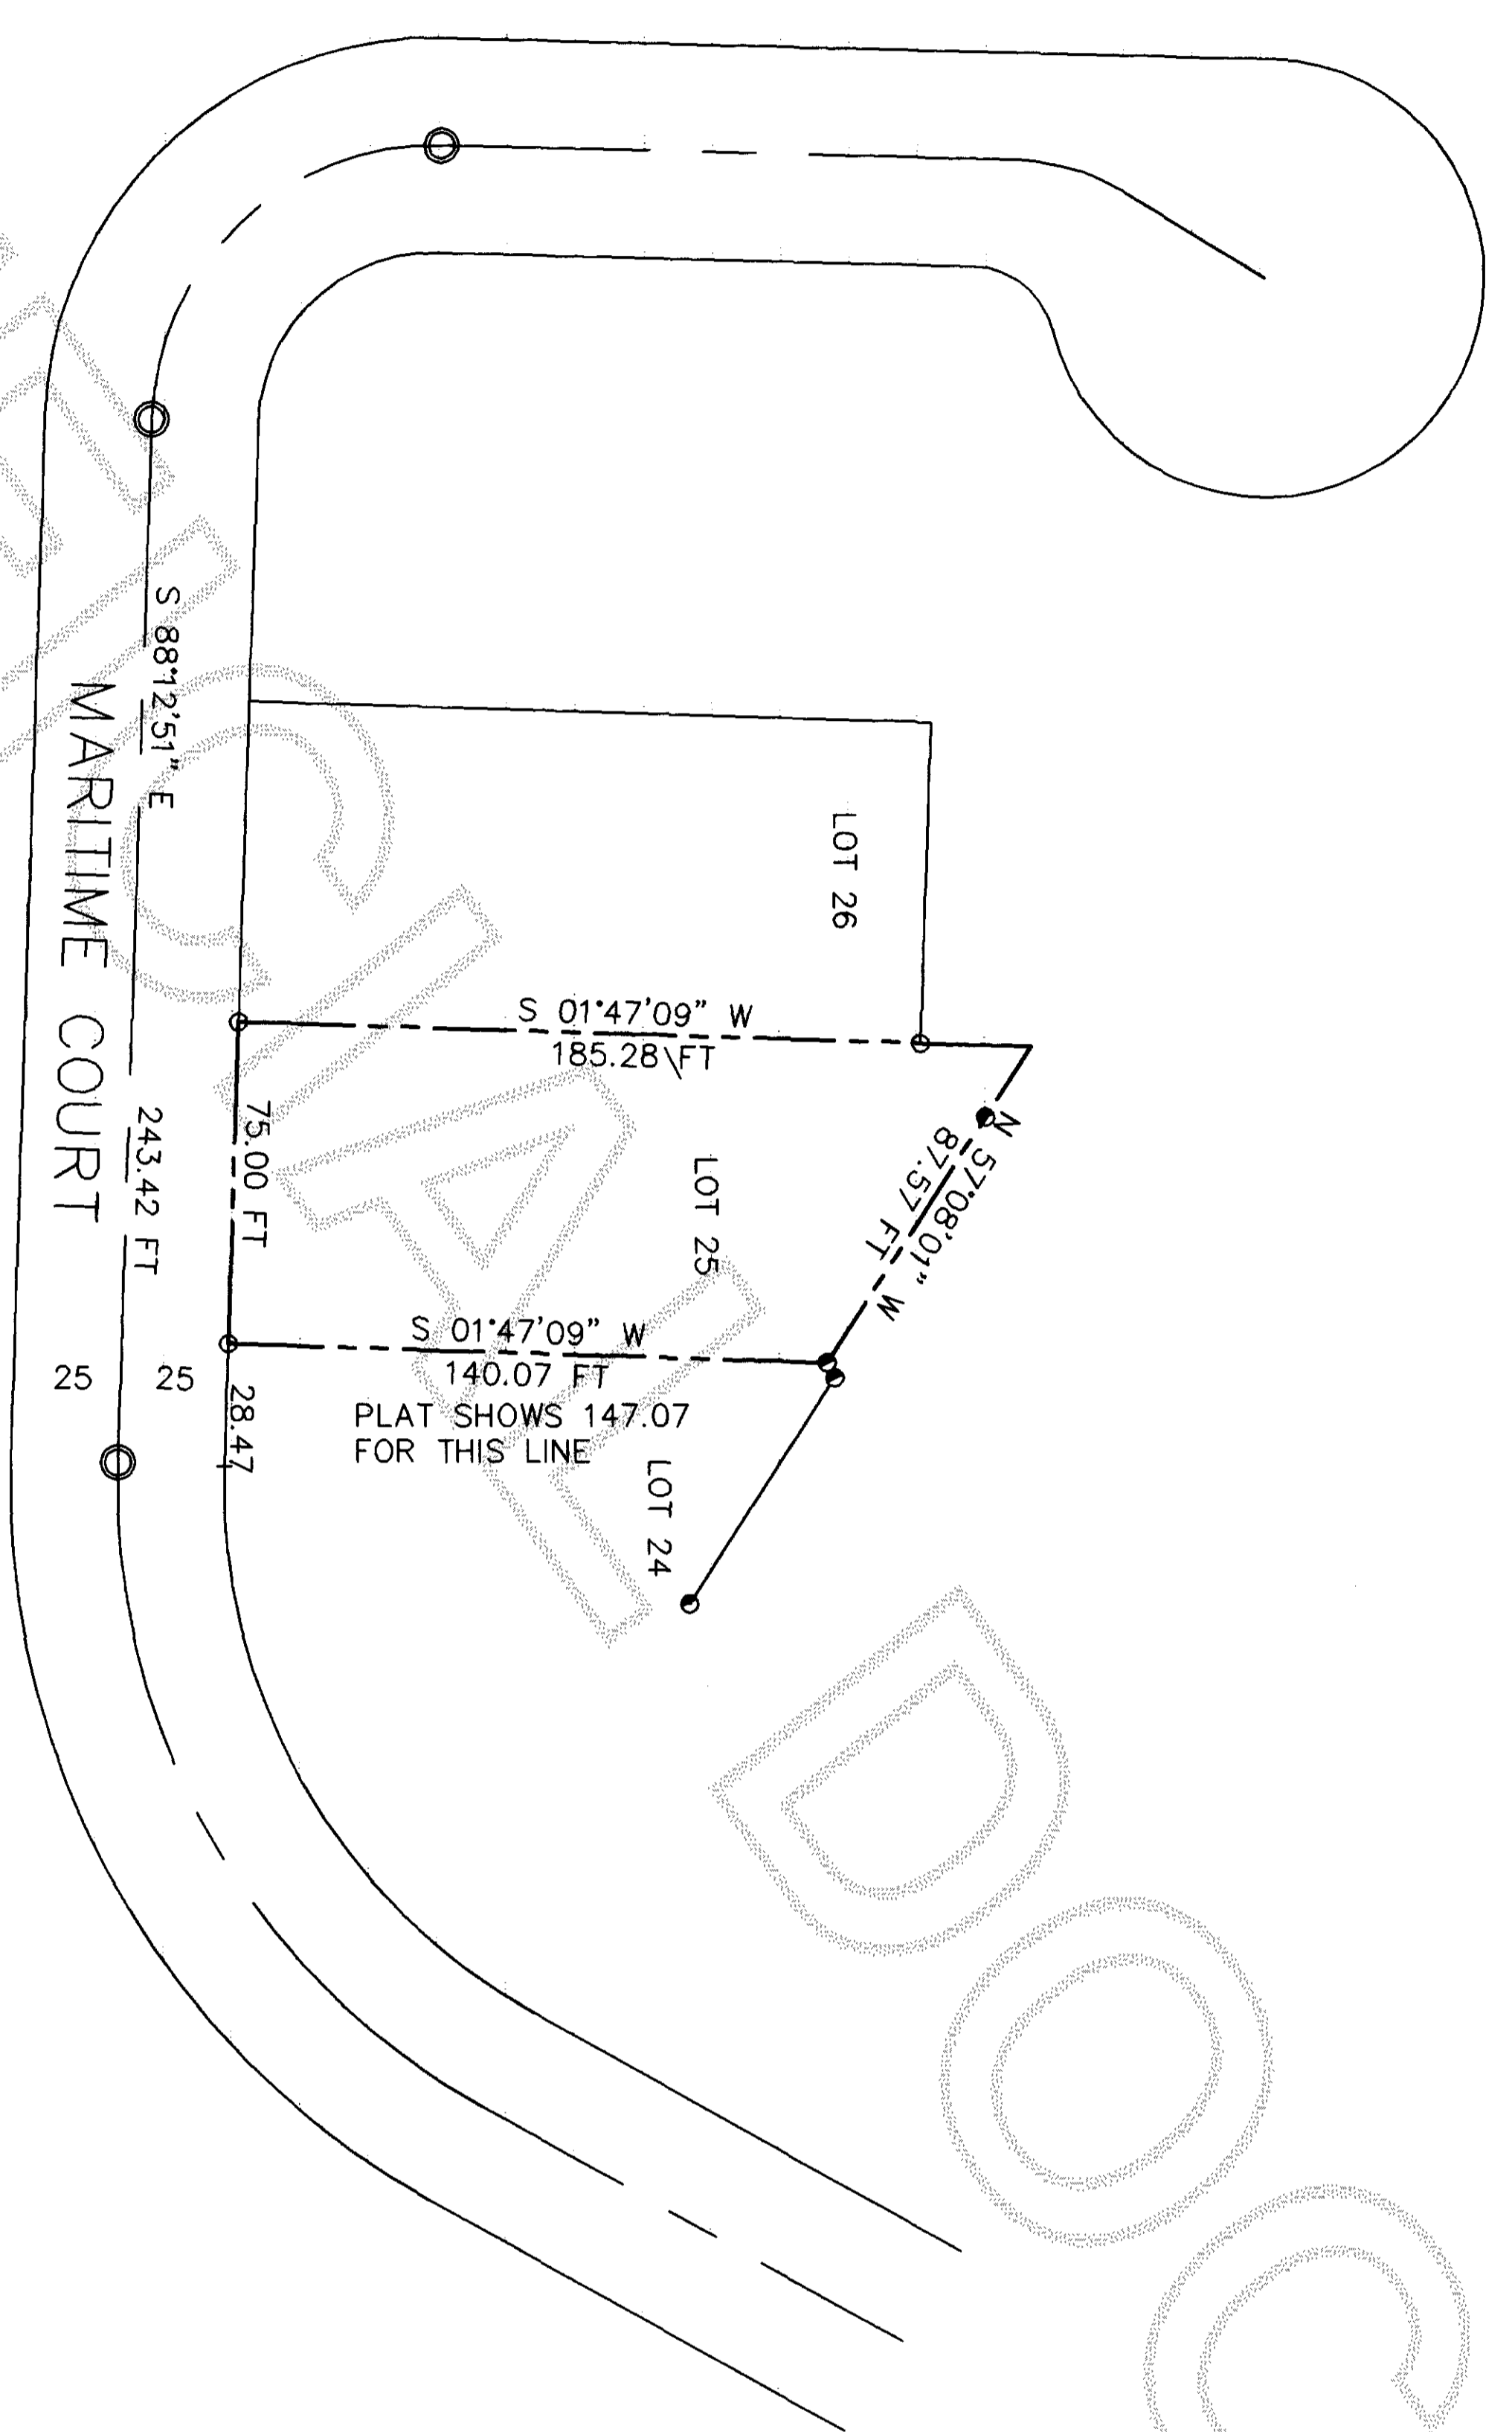 LOT 26
S 01°47'09" W
185.28\FT
N 57°08'01" W
87.57 FT
LOT 25
75.00 FT
S 88°12'51" E
MARITIME COURT
243.42 FT
S 01°47'09" W
140.07 FT
PLAT SHOWS 147.07
FOR THIS LINE
25
25
28.47
LOT 24
CIAL DOC